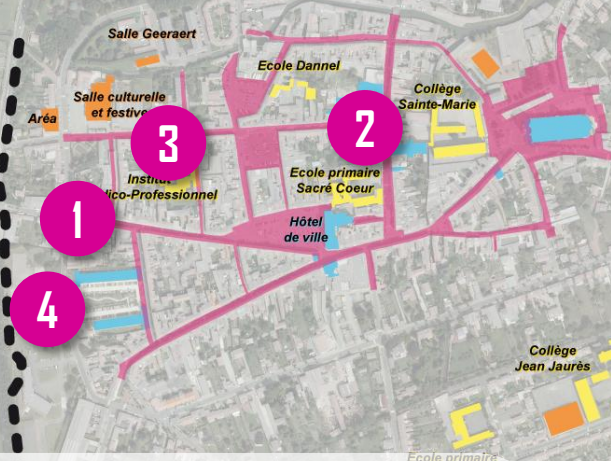 Salle Geeraert
Ecole Dannel
Collège
Sainte-Marie
Salle culturelle
et festive
Aréa
3
2
Institut
dico-Professionnel
Ecole primaire
Sacré Coeur
1
Hôtel
de ville
4
Collège
Jean Jaurès
Ecole primaire